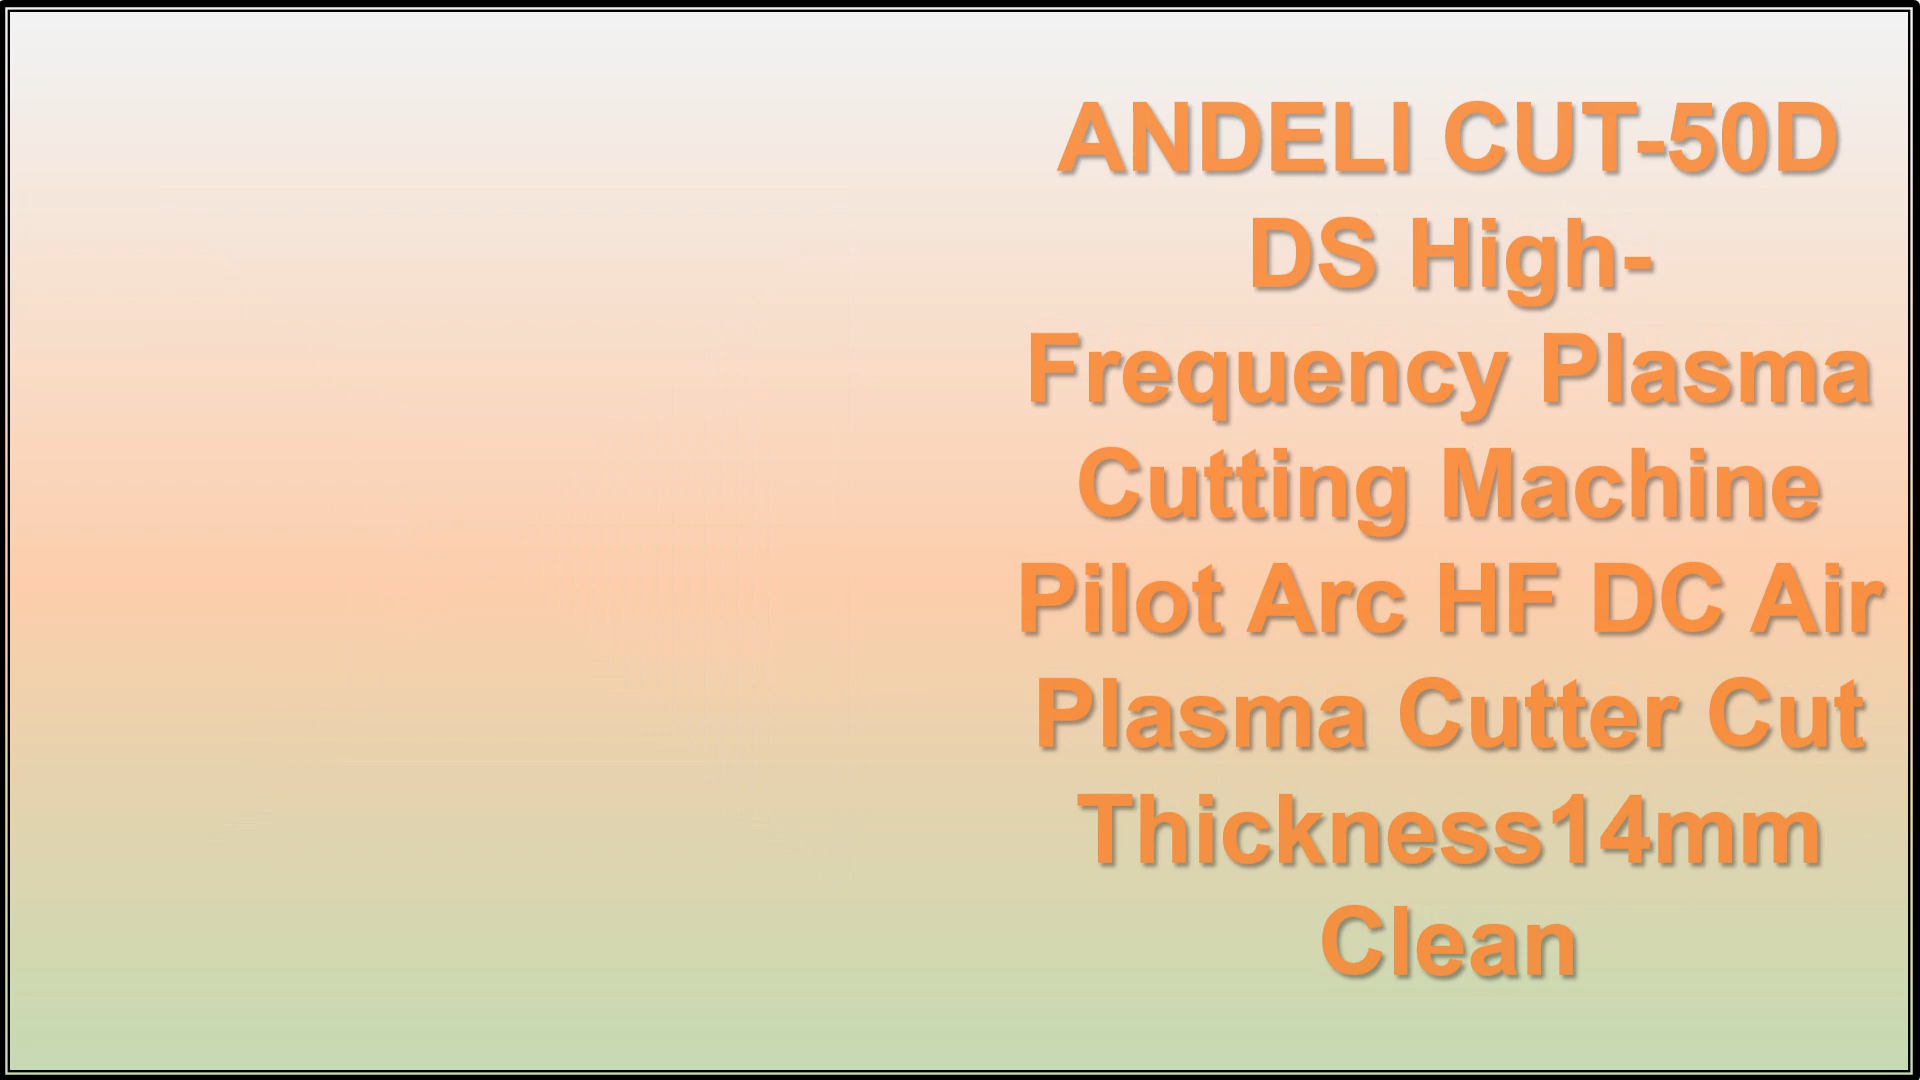 ANDELI CUT-50D
DS High-
Frequency Plasma
Cutting Machine
Pilot Arc HF DC Air
Plasma Cutter Cut
Thickness14mm
Clean